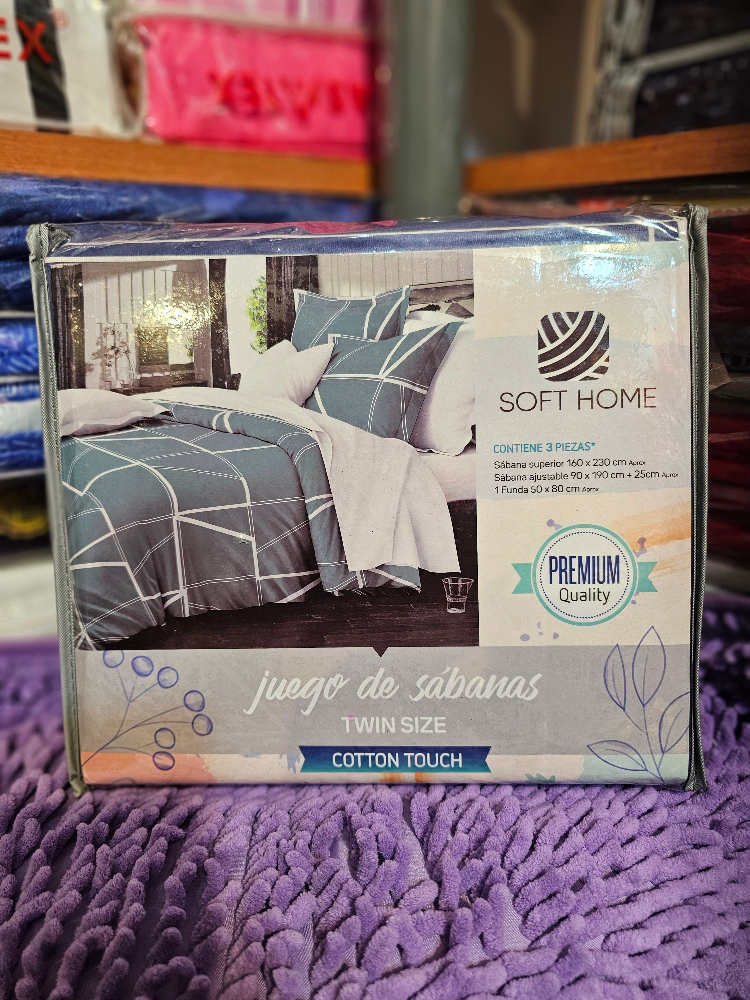 EX
SOFT HOME
CONTIENE 3 PIEZAS*
Sábana superior 160 x 230 cm Aprox
Sábana ajustable 90 x 190 cm + 25cm Aprox
1 Funda 50 x 80 cm Aprox
PREMIUM
Quality
juego de sábanas
TWIN SIZE
COTTON TOUCH